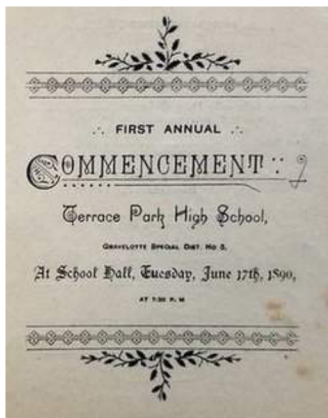 FIRST ANNUAL
COMMENCEMENT
Terrace Park High School,
GRAVELOTTE SPECIAL DIST. NO 5,
At School Hall, Tuesday, June 17th, 1890,
AT 7:30 P. M